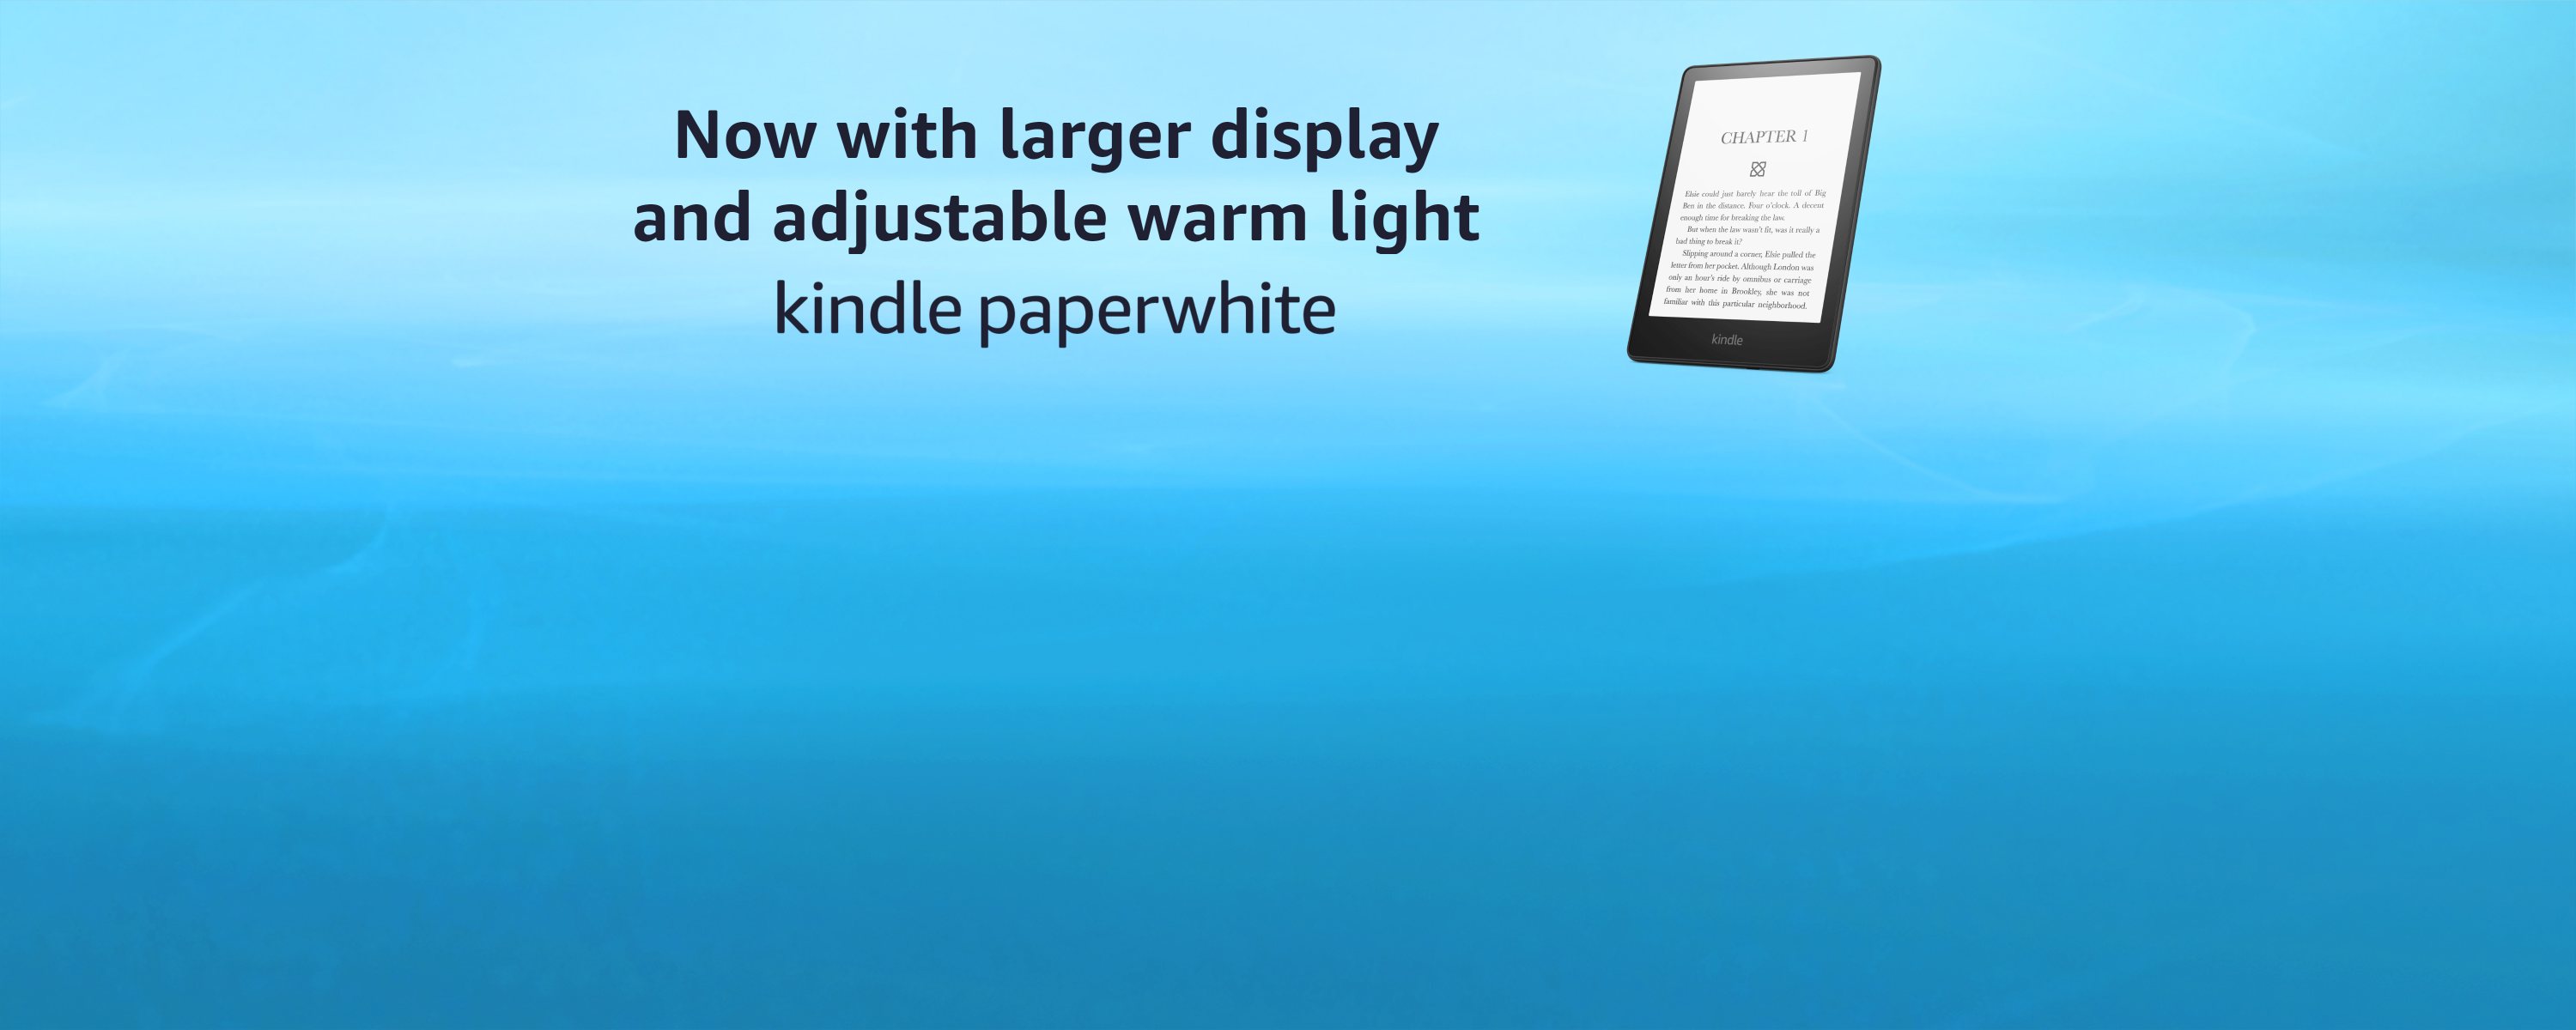 Now with larger display
and adjustable warm light
kindle paperwhite
CHAPTER 1
Elsie could just barely hear the toll of Big
Ben in the distance. Four o'clock. A decent
enough time for breaking the law.
But when the law wasn't fit, was it really a
bad thing to break it?
Slipping around a corner, Elsie pulled the
letter from her pocket. Although London was
only an hour's ride by omnibus or carriage
from her home in Brookley, she was not
familiar with this particular neighborhood.
kindle